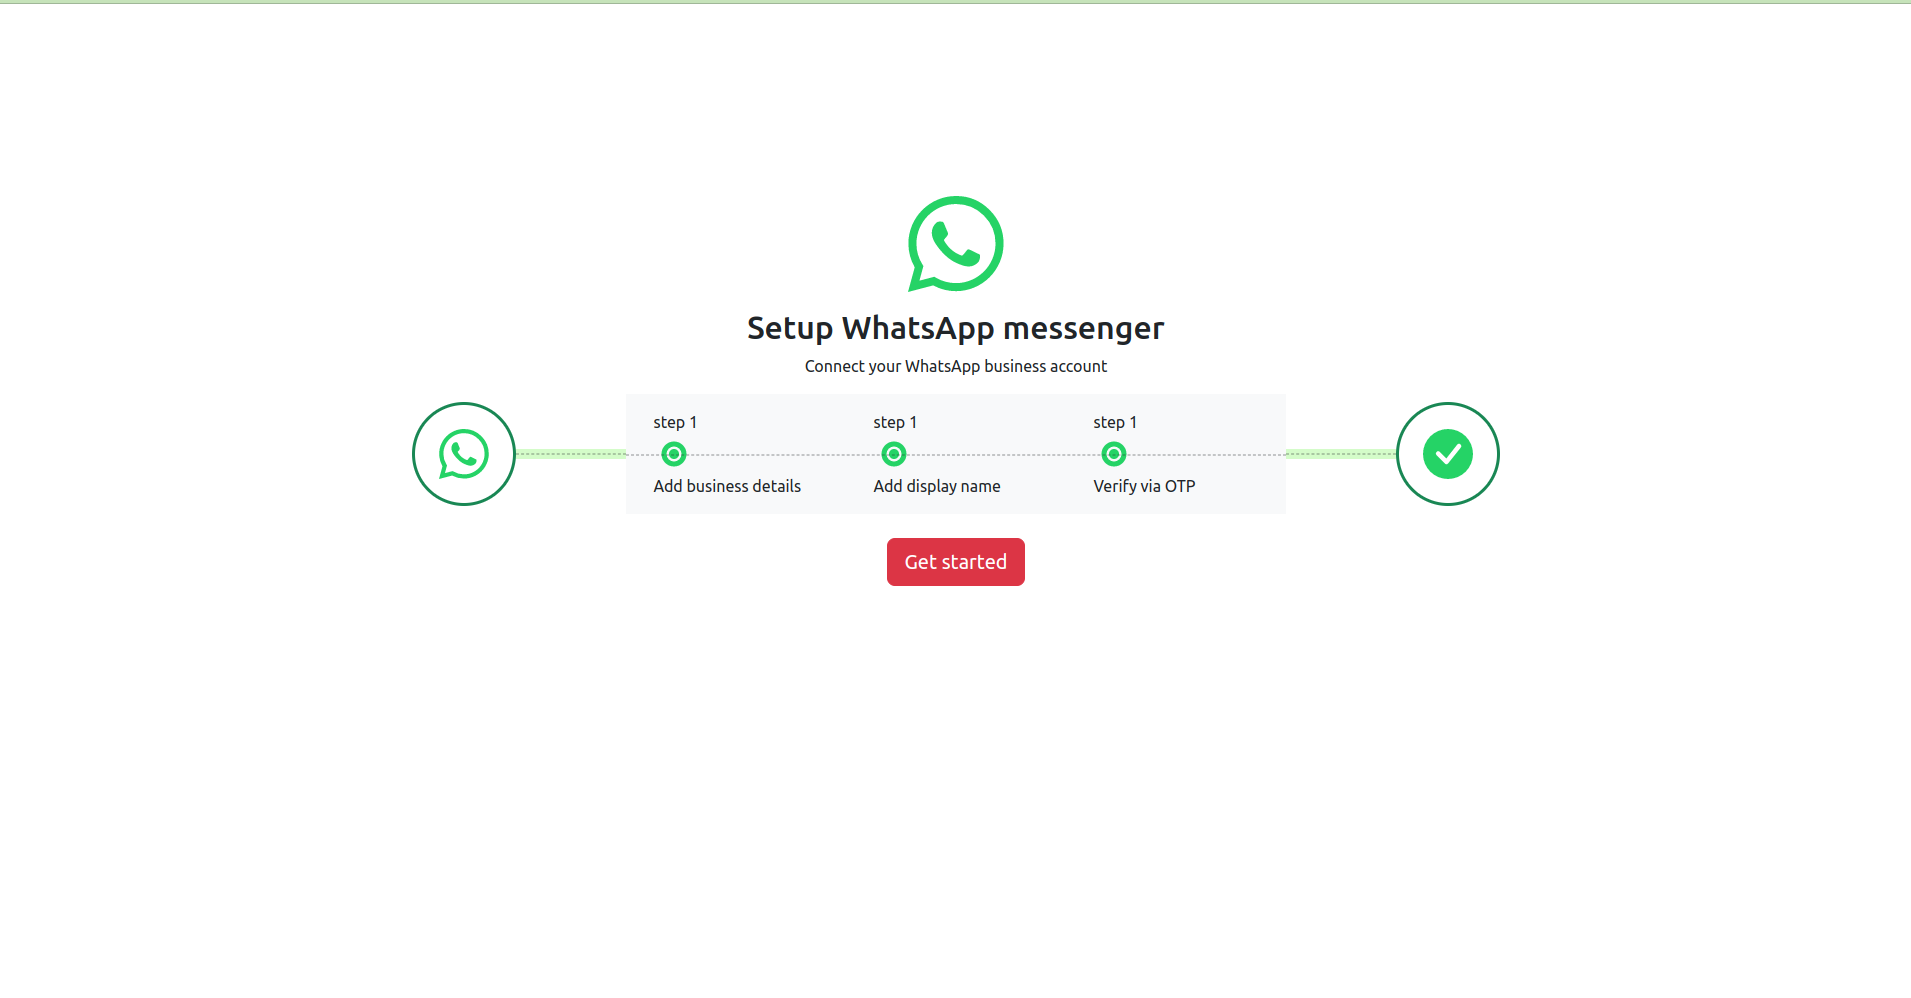 Setup WhatsApp messenger
Connect your WhatsApp business account
step 1
step 1
step 1
Add business details
Add display name
Verify via OTP
Get started